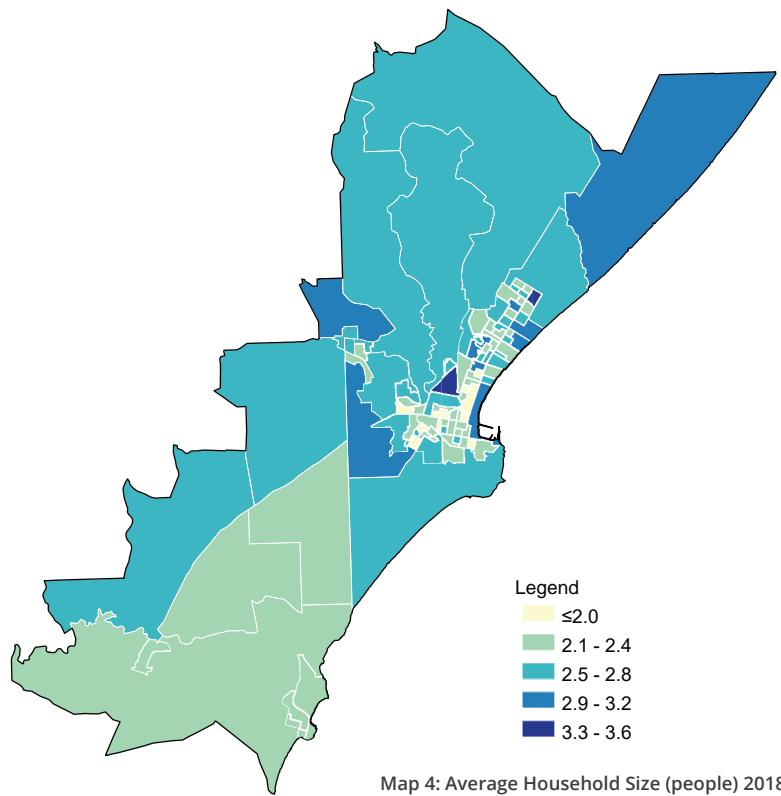 Legend
≤2.0
2.1 - 2.4
2.5 - 2.8
2.9 - 3.2
3.3 - 3.6
Map 4: Average Household Size (people) 2018